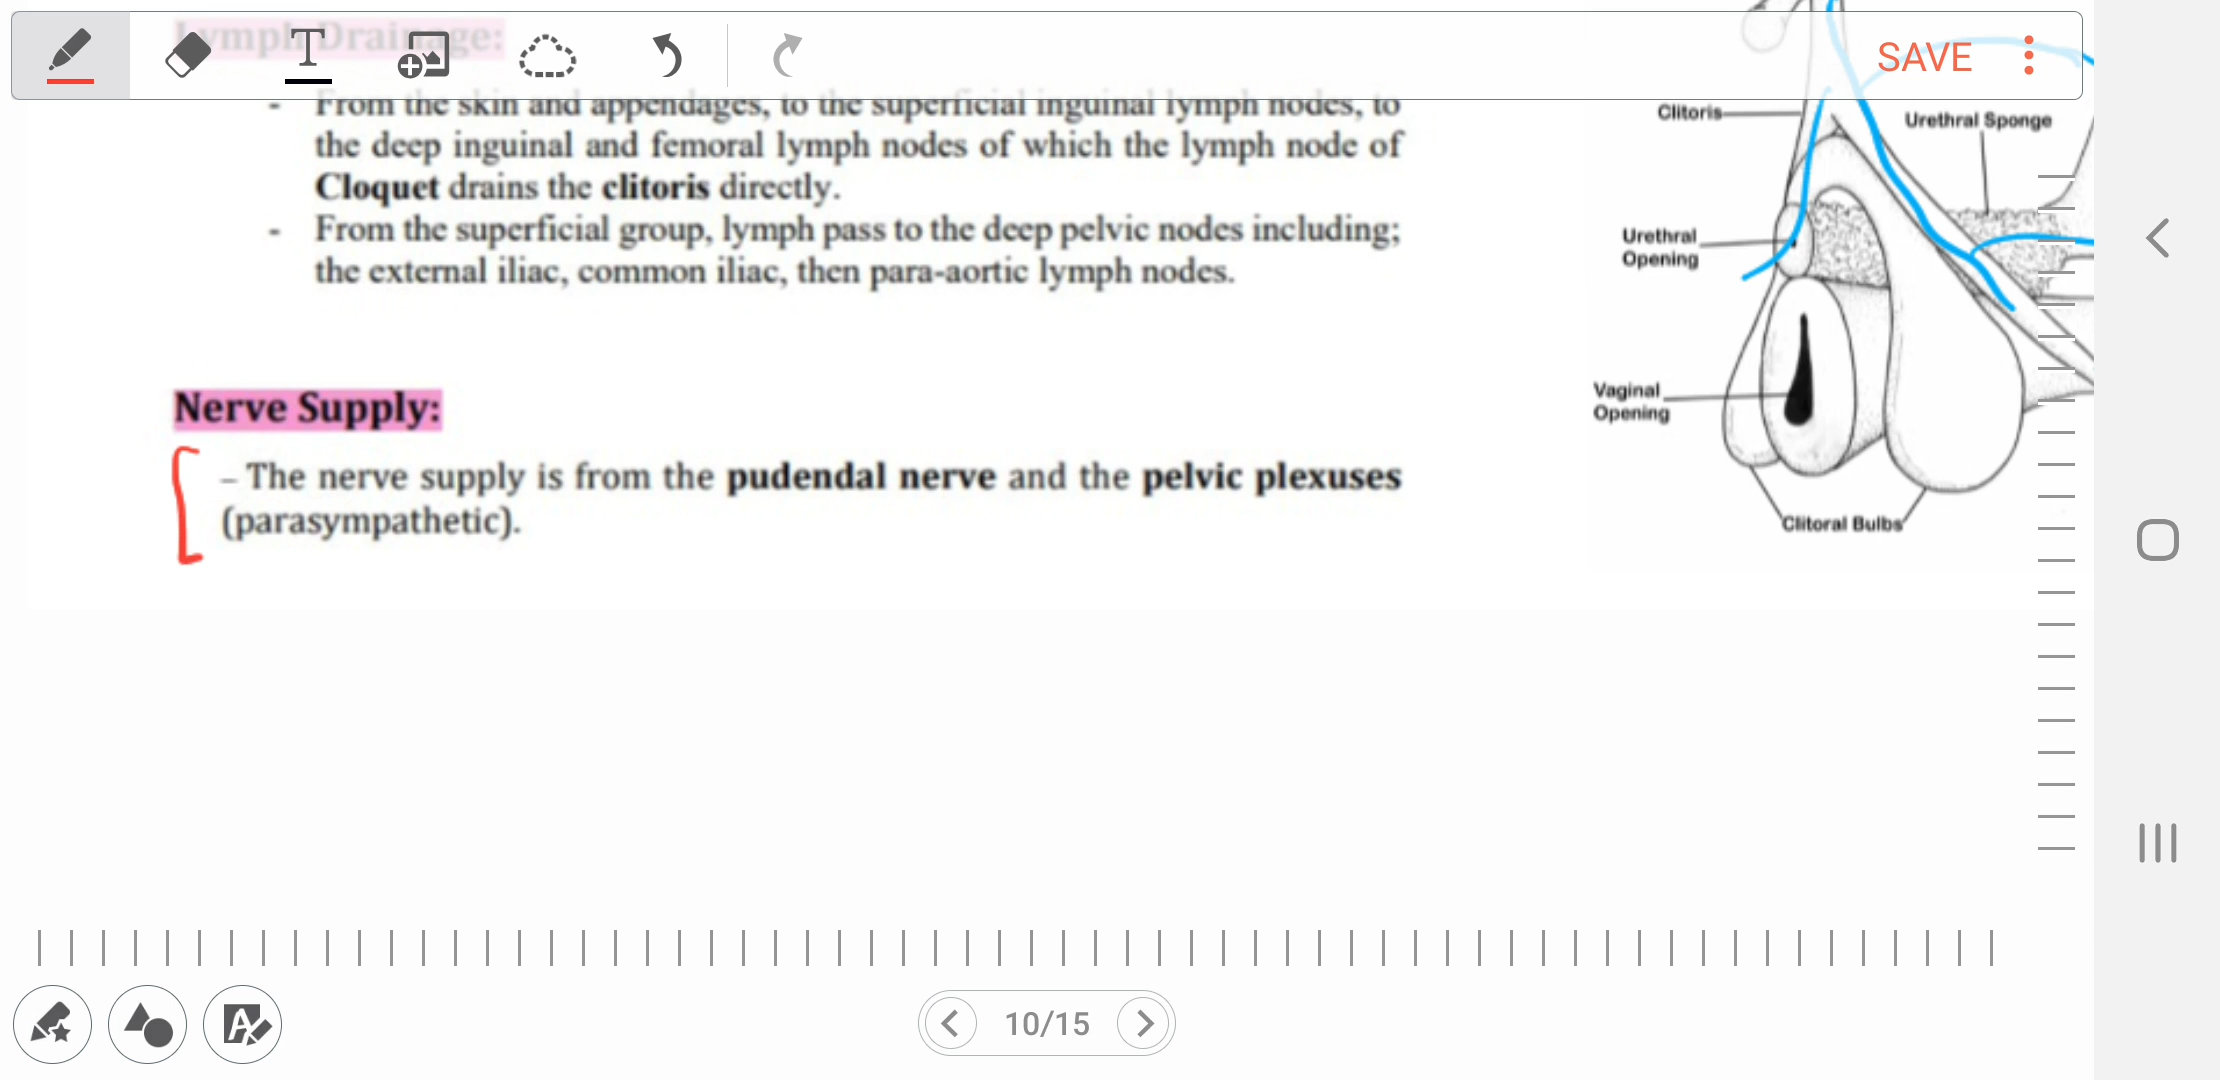 Lymph Drainage:
T
SAVE
- From the skin and appendages, to the superficial inguinal lymph nodes, to
the deep inguinal and femoral lymph nodes of which the lymph node of
Cloquet drains the clitoris directly.
- From the superficial group, lymph pass to the deep pelvic nodes including;
the external iliac, common iliac, then para-aortic lymph nodes.
Nerve Supply:
– The nerve supply is from the pudendal nerve and the pelvic plexuses
(parasympathetic).
Clitoris
Urethral Sponge
Urethral
Opening
Vaginal
Opening
Clitoral Bulbs
10/15